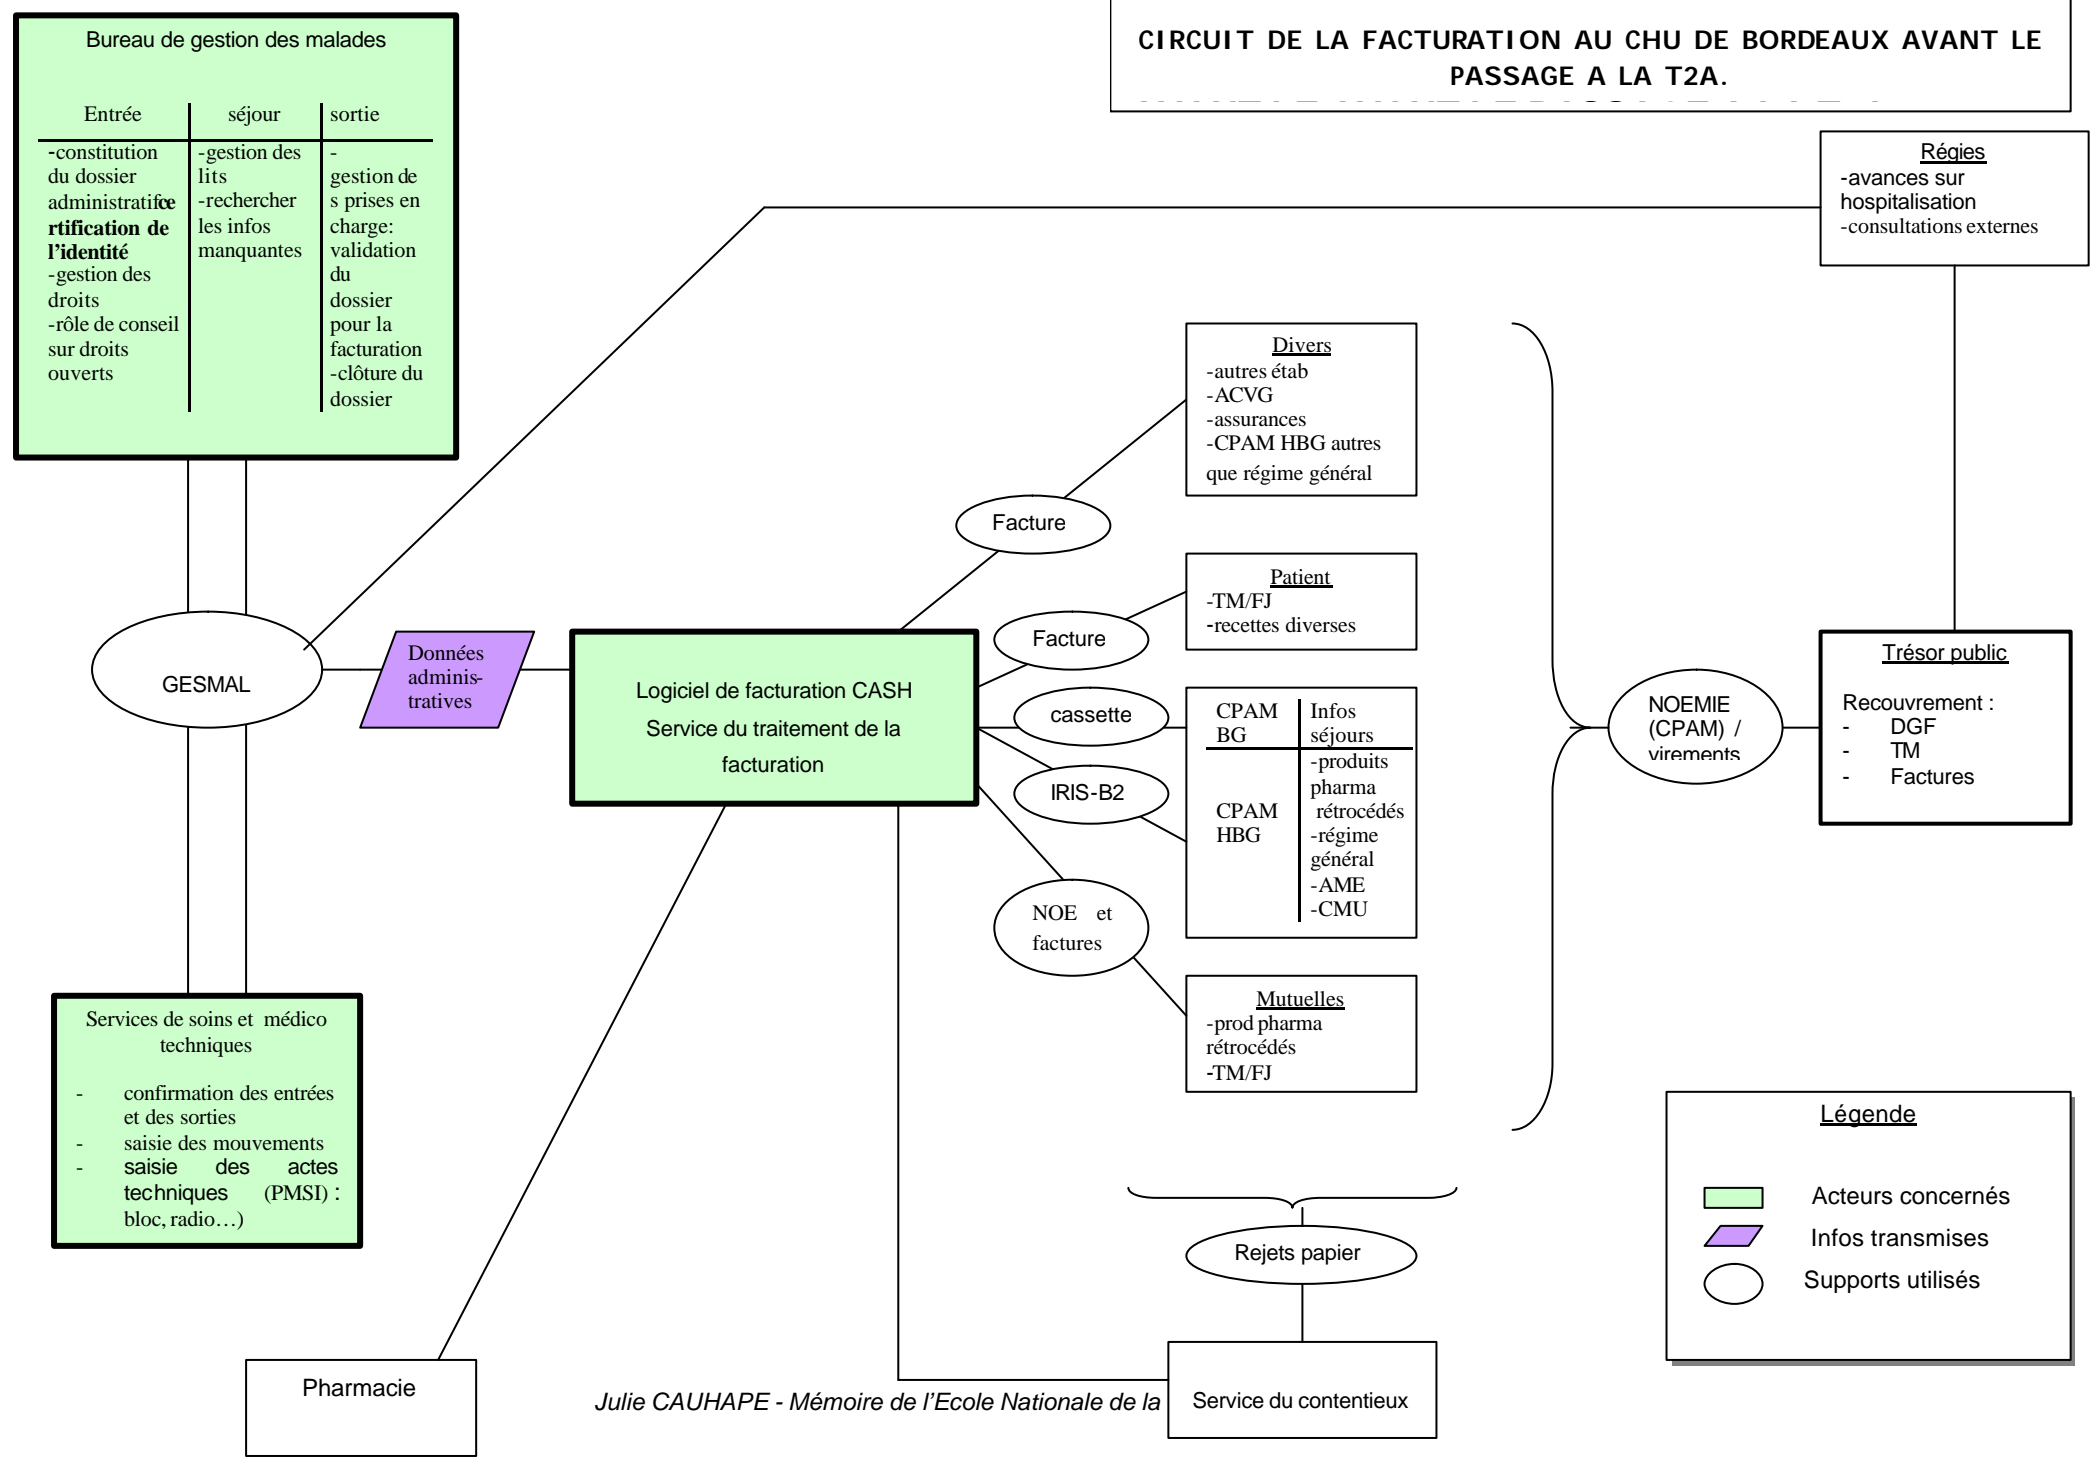 CIRCUIT DE LA FACTURATION AU CHU DE BORDEAUX AVANT LE
PASSAGE A LA T2A.
Bureau de gestion des malades
Entrée
-constitution
du dossier
administratif
certification de
l’identité
-gestion des
droits
-rôle de conseil
sur droits
ouverts
séjour
-gestion des
lits
-rechercher
les infos
manquantes
sortie
-
gestion de
s prises en
charge:
validation
du
dossier
pour la
facturation
-clôture du
dossier
Régies
-avances sur
hospitalisation
-consultations externes
Divers
-autres étab
-ACVG
-assurances
-CPAM HBG autres
que régime général
Facture
Patient
-TM/FJ
-recettes diverses
Facture
GESMAL
Données
adminis-
tratives
Logiciel de facturation CASH
Service du traitement de la
facturation
cassette
IRIS-B2
CPAM
BG
Infos
séjours
CPAM
HBG
-produits
pharma
rétrocédés
-régime
général
-AME
-CMU
NOE et
factures
Mutuelles
-prod pharma
rétrocédés
-TM/FJ
NOEMIE
(CPAM) /
virements
Trésor public
Recouvrement :
- DGF
- TM
- Factures
Services de soins et médico
techniques
- confirmation des entrées
et des sorties
- saisie des mouvements
- saisie des actes
techniques (PMSI) :
bloc, radio…)
Légende
Acteurs concernés
Infos transmises
Supports utilisés
Rejets papier
Pharmacie
Julie CAUHAPE - Mémoire de l’Ecole Nationale de la
Service du contentieux